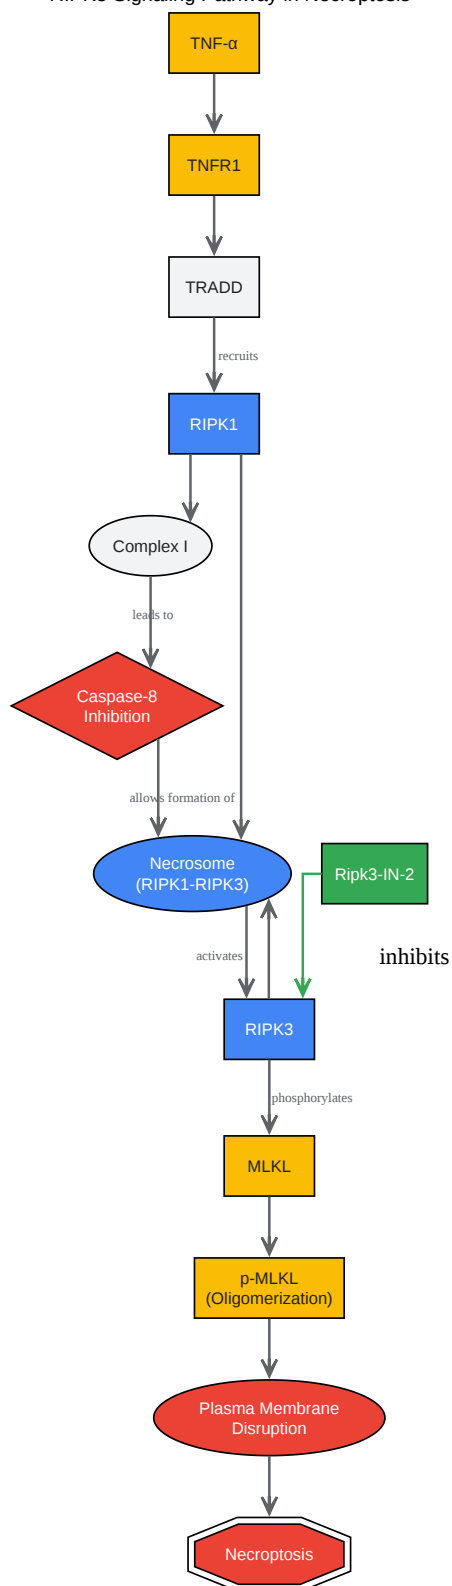 TNF-α
TNFR1
TRADD
recruits
RIPK1
Complex I
leads to
Caspase-8
Inhibition
allows formation of
Necrosome
(RIPK1-RIPK3)
Ripk3-IN-2
activates
inhibits
RIPK3
phosphorylates
MLKL
p-MLKL
(Oligomerization)
Plasma Membrane
Disruption
Necroptosis